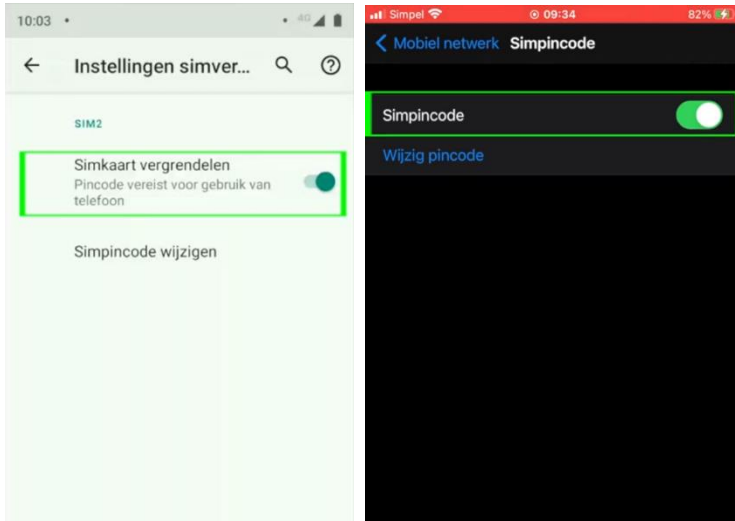 10:03
4G
Instellingen simver...
SIM2
Simkaart vergrendelen
Pincode vereist voor gebruik van
telefoon
Simpincode wijzigen
Simpel 09:34 82%
Mobiel netwerk Simpincode
Simpincode
Wijzig pincode